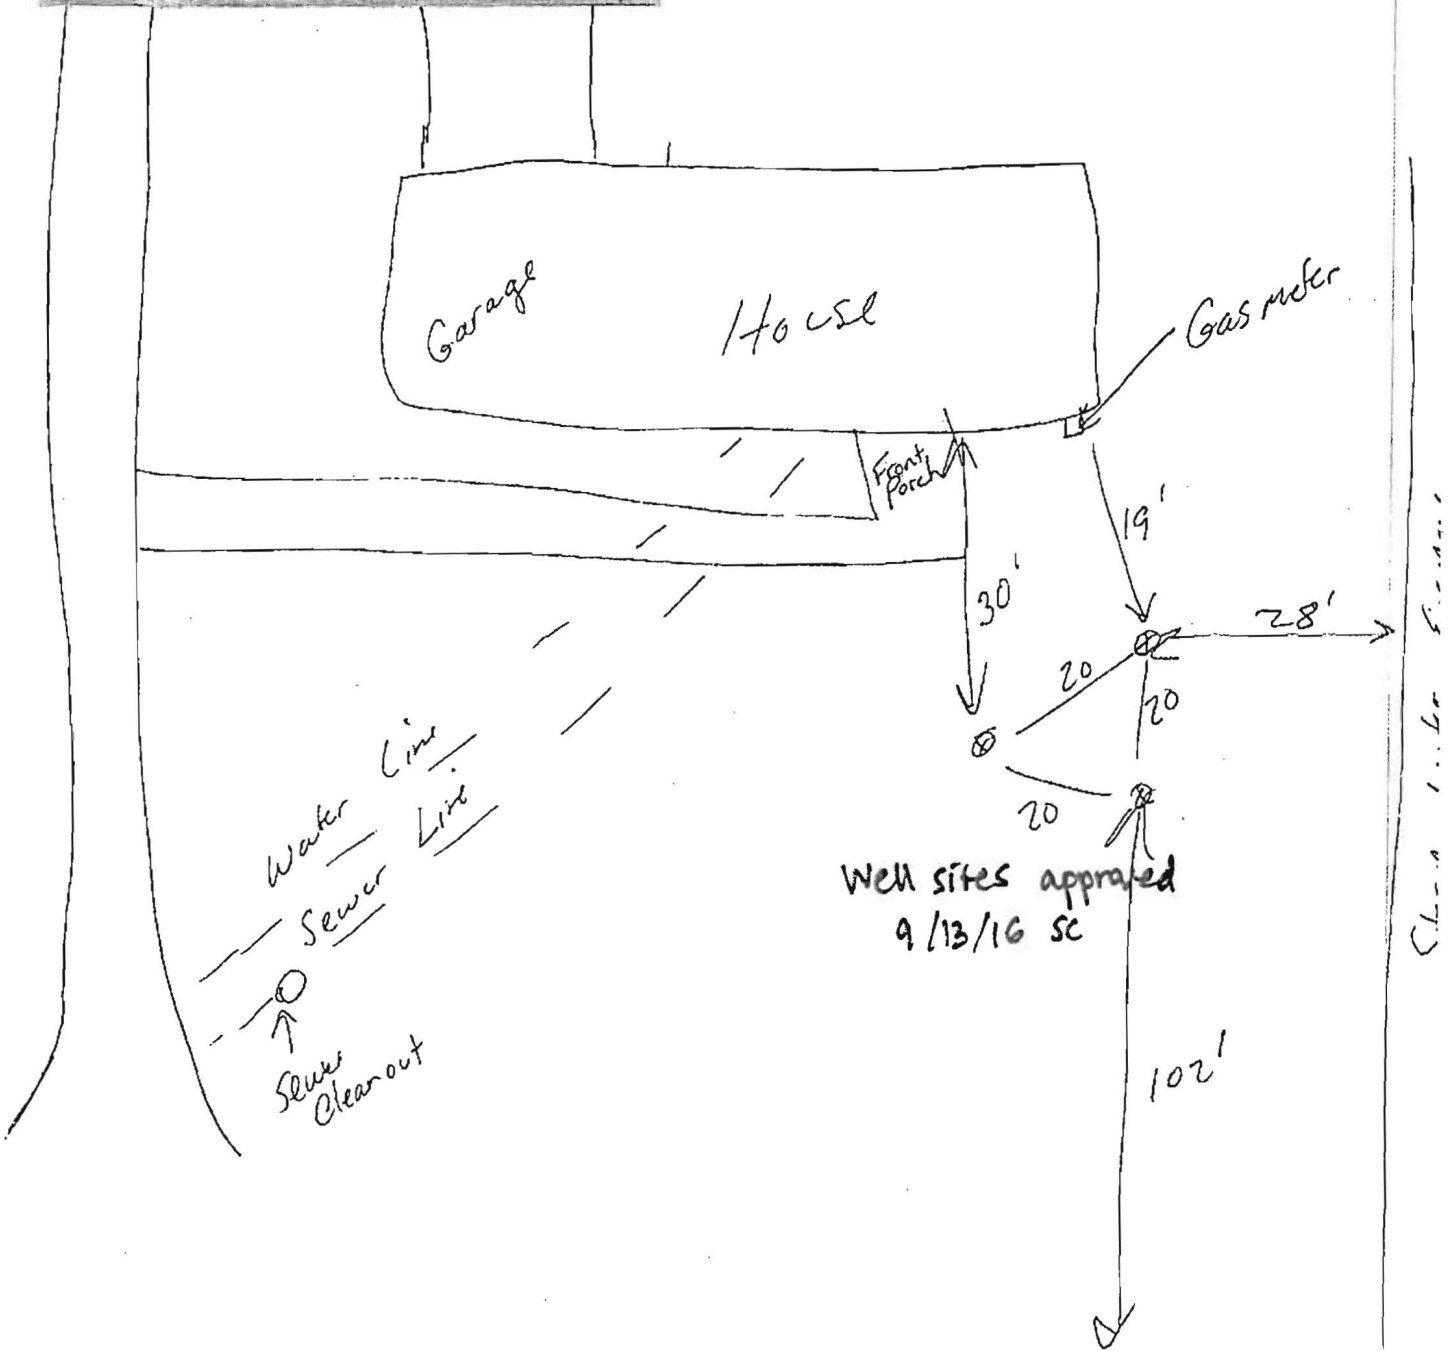 Garage
House
Gas meter
Front
Porch
19'
30'
28'
20
20
20
Water Line
Sewer Line
Well sites approved
9/13/16 SC
Sewer
Cleanout
102'